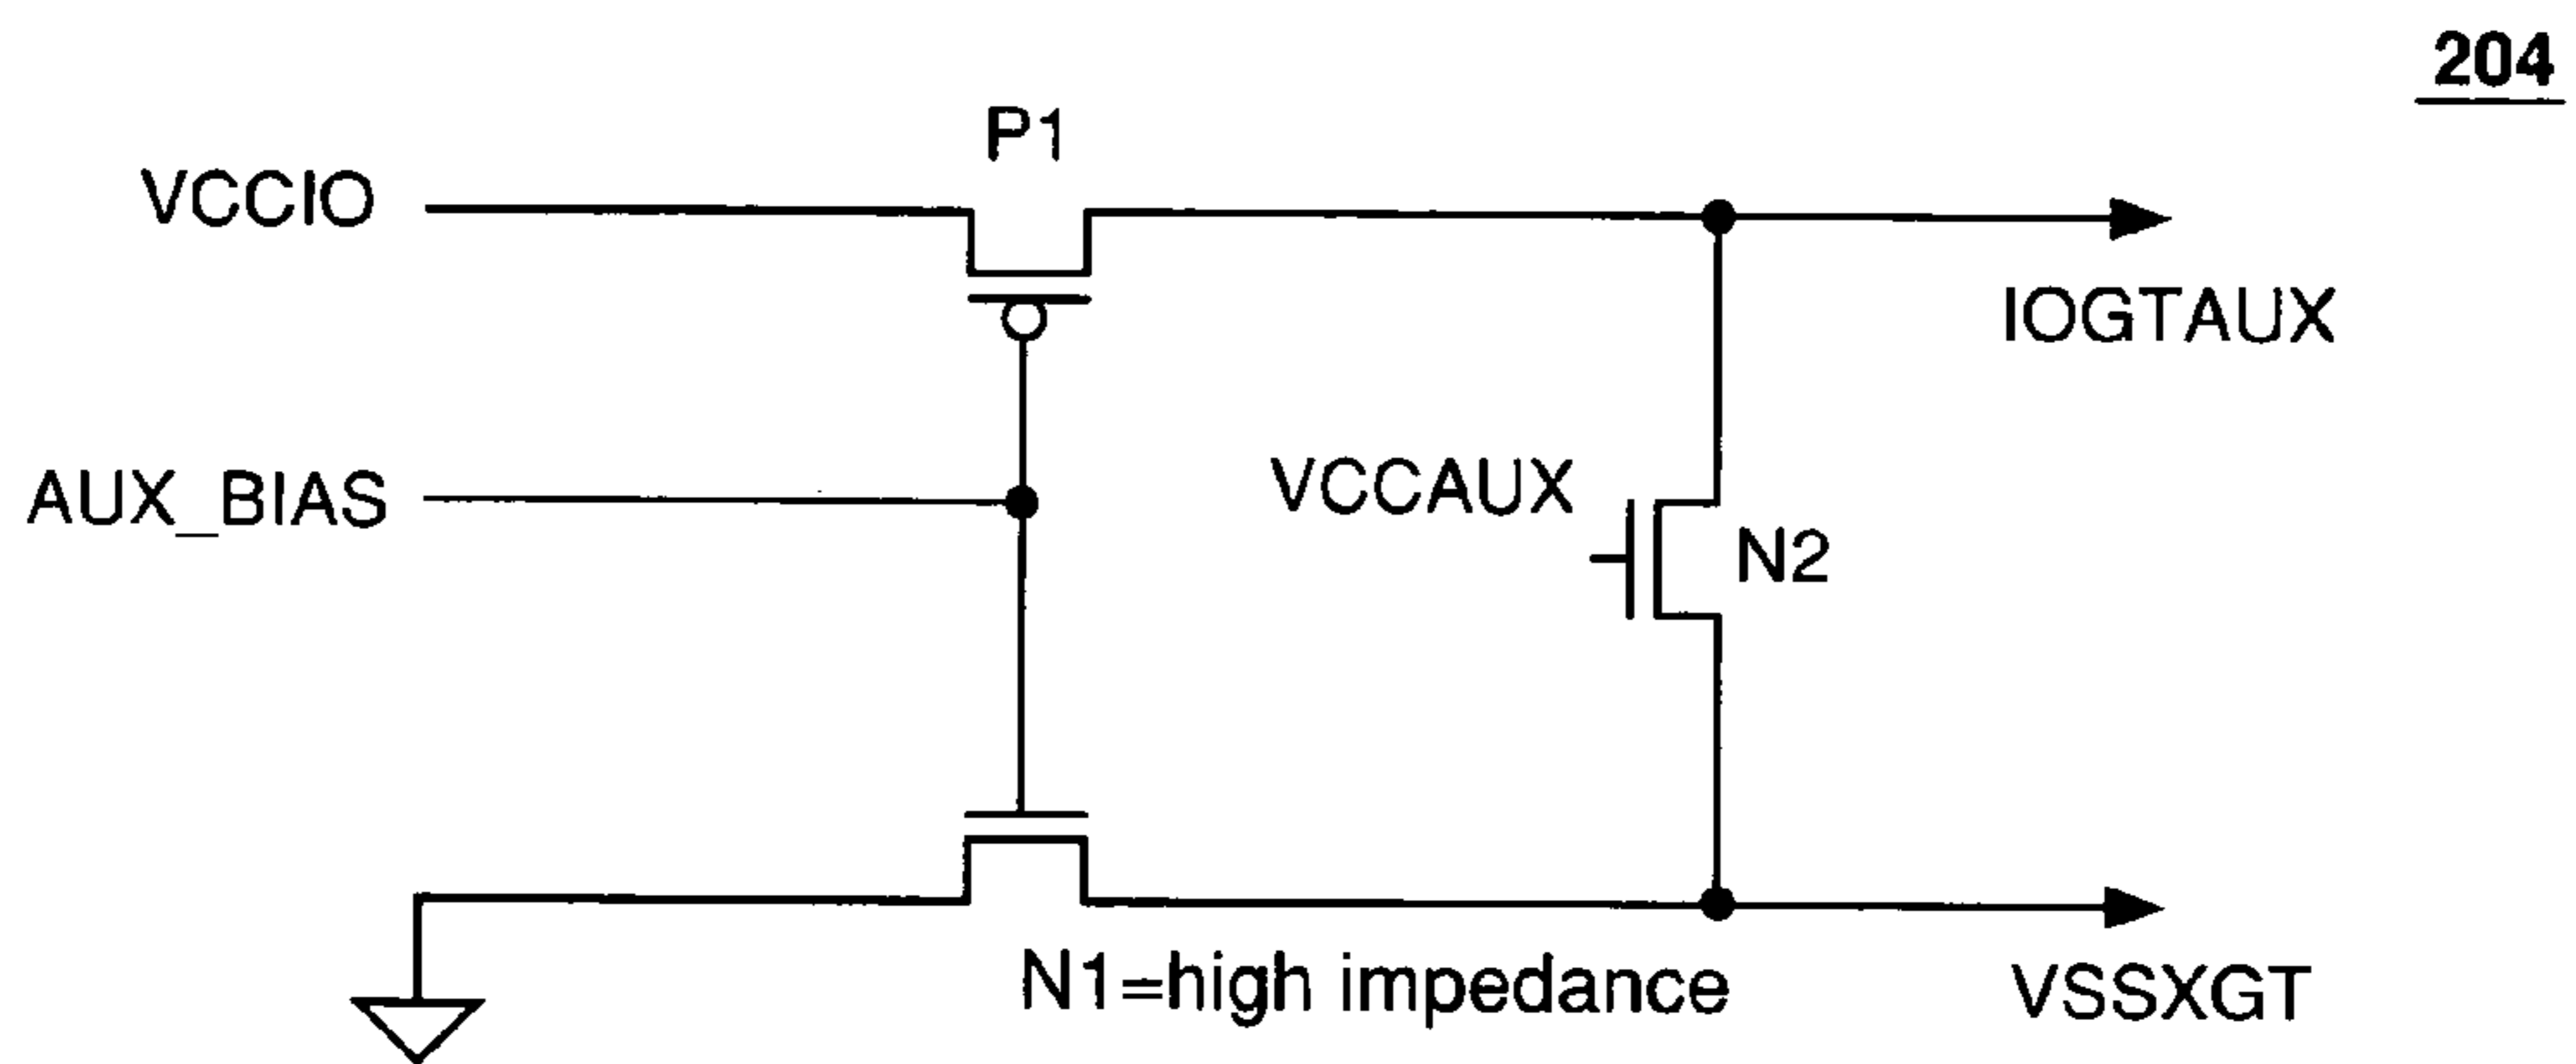 204
P1
VCCIO
IOGTAUX
AUX_BIAS
VCCAUX
N2
N1=high impedance
VSSXGT